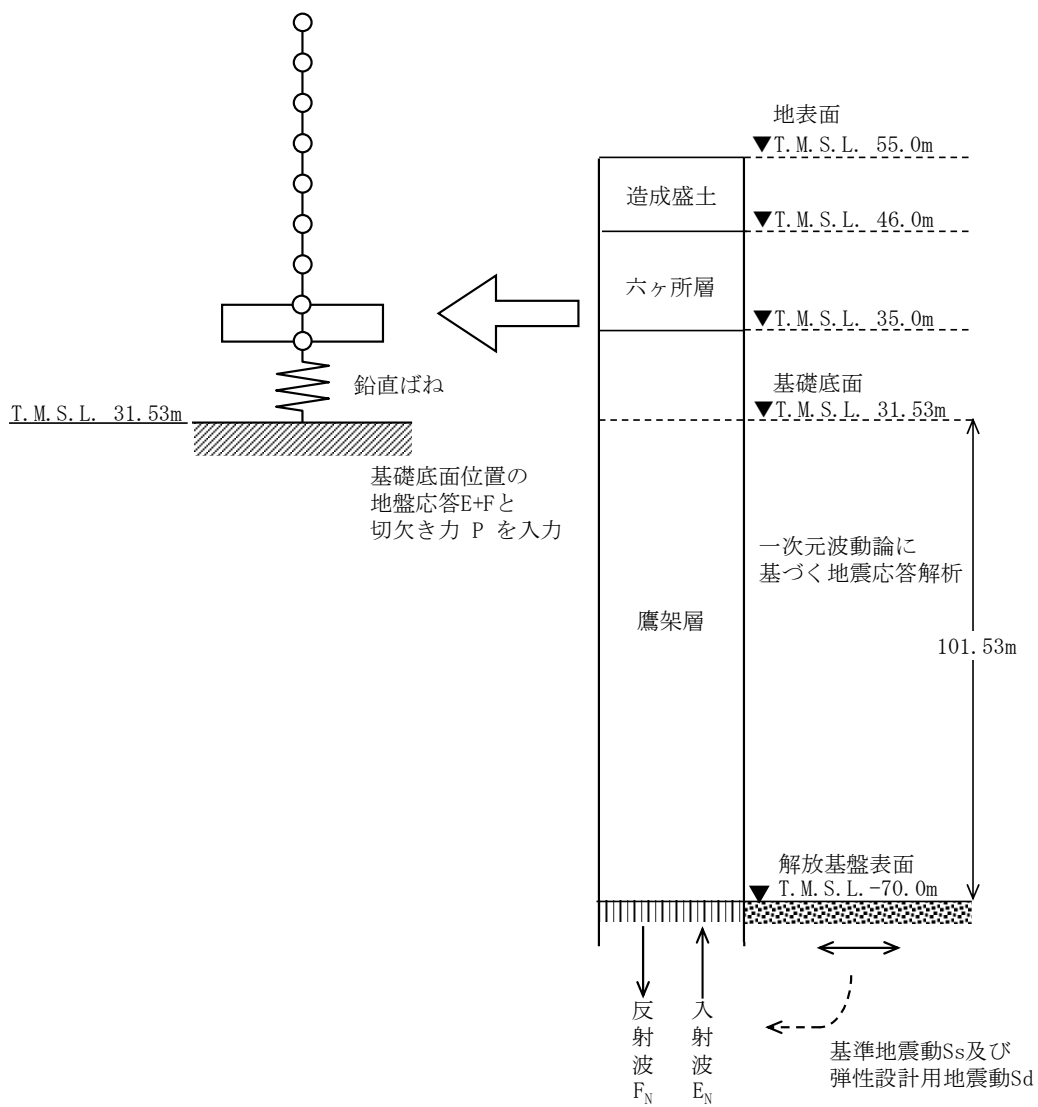 地表面
▼T.M.S.L. 55.0m
造成盛土
▼T.M.S.L. 46.0m
六ヶ所層
▼T.M.S.L. 35.0m
鉛直ばね
基礎底面
T.M.S.L. 31.53m
▼T.M.S.L. 31.53m
基礎底面位置の
地盤応答E+Fと
切欠き力 P を入力
一次元波動論に
基づく地震応答解析
鷹架層
101.53m
解放基盤表面
▼T.M.S.L.-70.0m
反射波FN
入射波EN
基準地震動Ss及び
弾性設計用地震動Sd